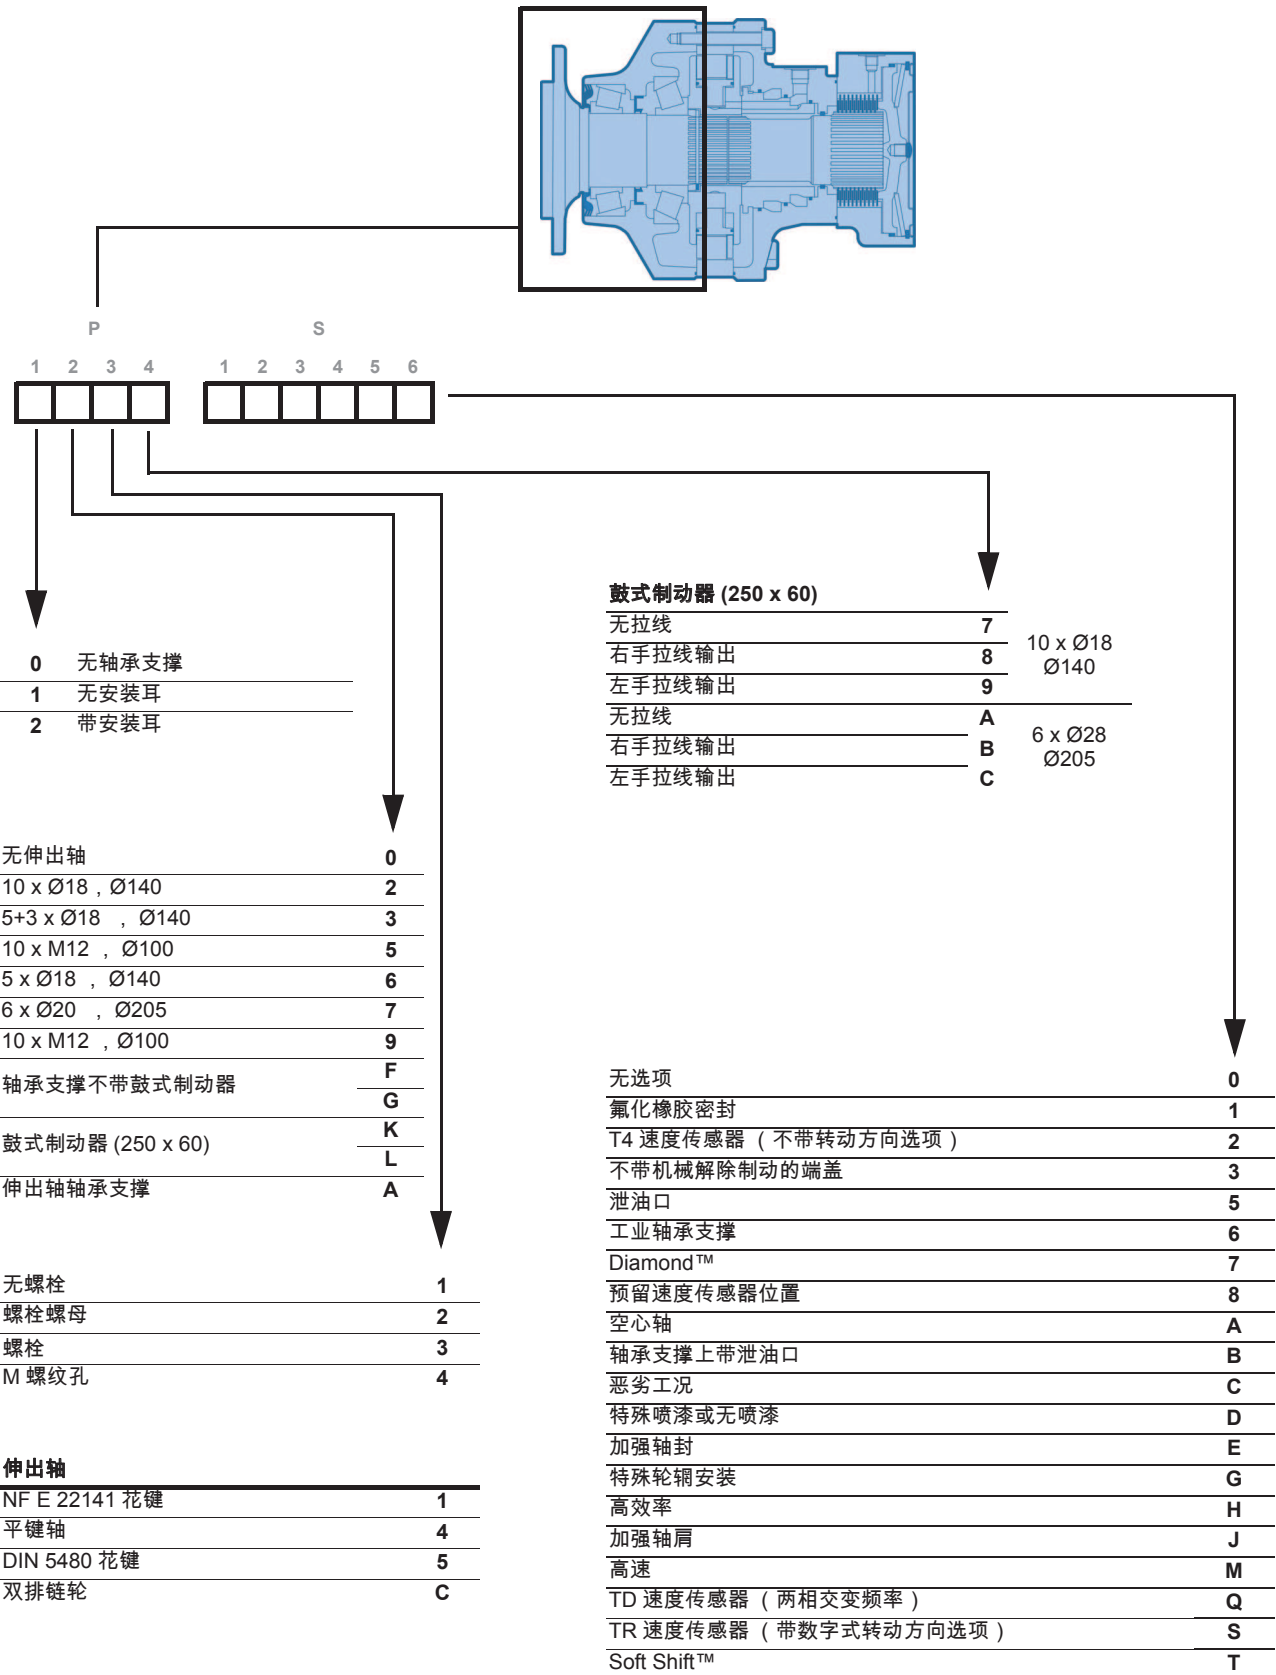 P S
1 2 3 4 1 2 3 4 5 6
0 无轴承支撑
1 无安装耳
2 带安装耳
鼓式制动器 (250 x 60)
无拉线 7
右手拉线输出 8
左手拉线输出 9
10 x Ø18
Ø140
无拉线 A
右手拉线输出 B
左手拉线输出 C
6 x Ø28
Ø205
无伸出轴 0
10 x Ø18 , Ø140 2
5+3 x Ø18 , Ø140 3
10 x M12 , Ø100 5
5 x Ø18 , Ø140 6
6 x Ø20 , Ø205 7
10 x M12 , Ø100 9
轴承支撑不带鼓式制动器 F
G
鼓式制动器 (250 x 60) K
L
伸出轴轴承支撑 A
无螺栓 1
螺栓螺母 2
螺栓 3
M 螺纹孔 4
伸出轴
NF E 22141 花键 1
平键轴 4
DIN 5480 花键 5
双排链轮 C
无选项 0
氟化橡胶密封 1
T4 速度传感器 （不带转动方向选项） 2
不带机械解除制动的端盖 3
泄油口 5
工业轴承支撑 6
Diamond™ 7
预留速度传感器位置 8
空心轴 A
轴承支撑上带泄油口 B
恶劣工况 C
特殊喷漆或无喷漆 D
加强轴封 E
特殊轮辋安装 G
高效率 H
加强轴肩 J
高速 M
TD 速度传感器 （两相交变频率） Q
TR 速度传感器 （带数字式转动方向选项） S
Soft Shift™ T